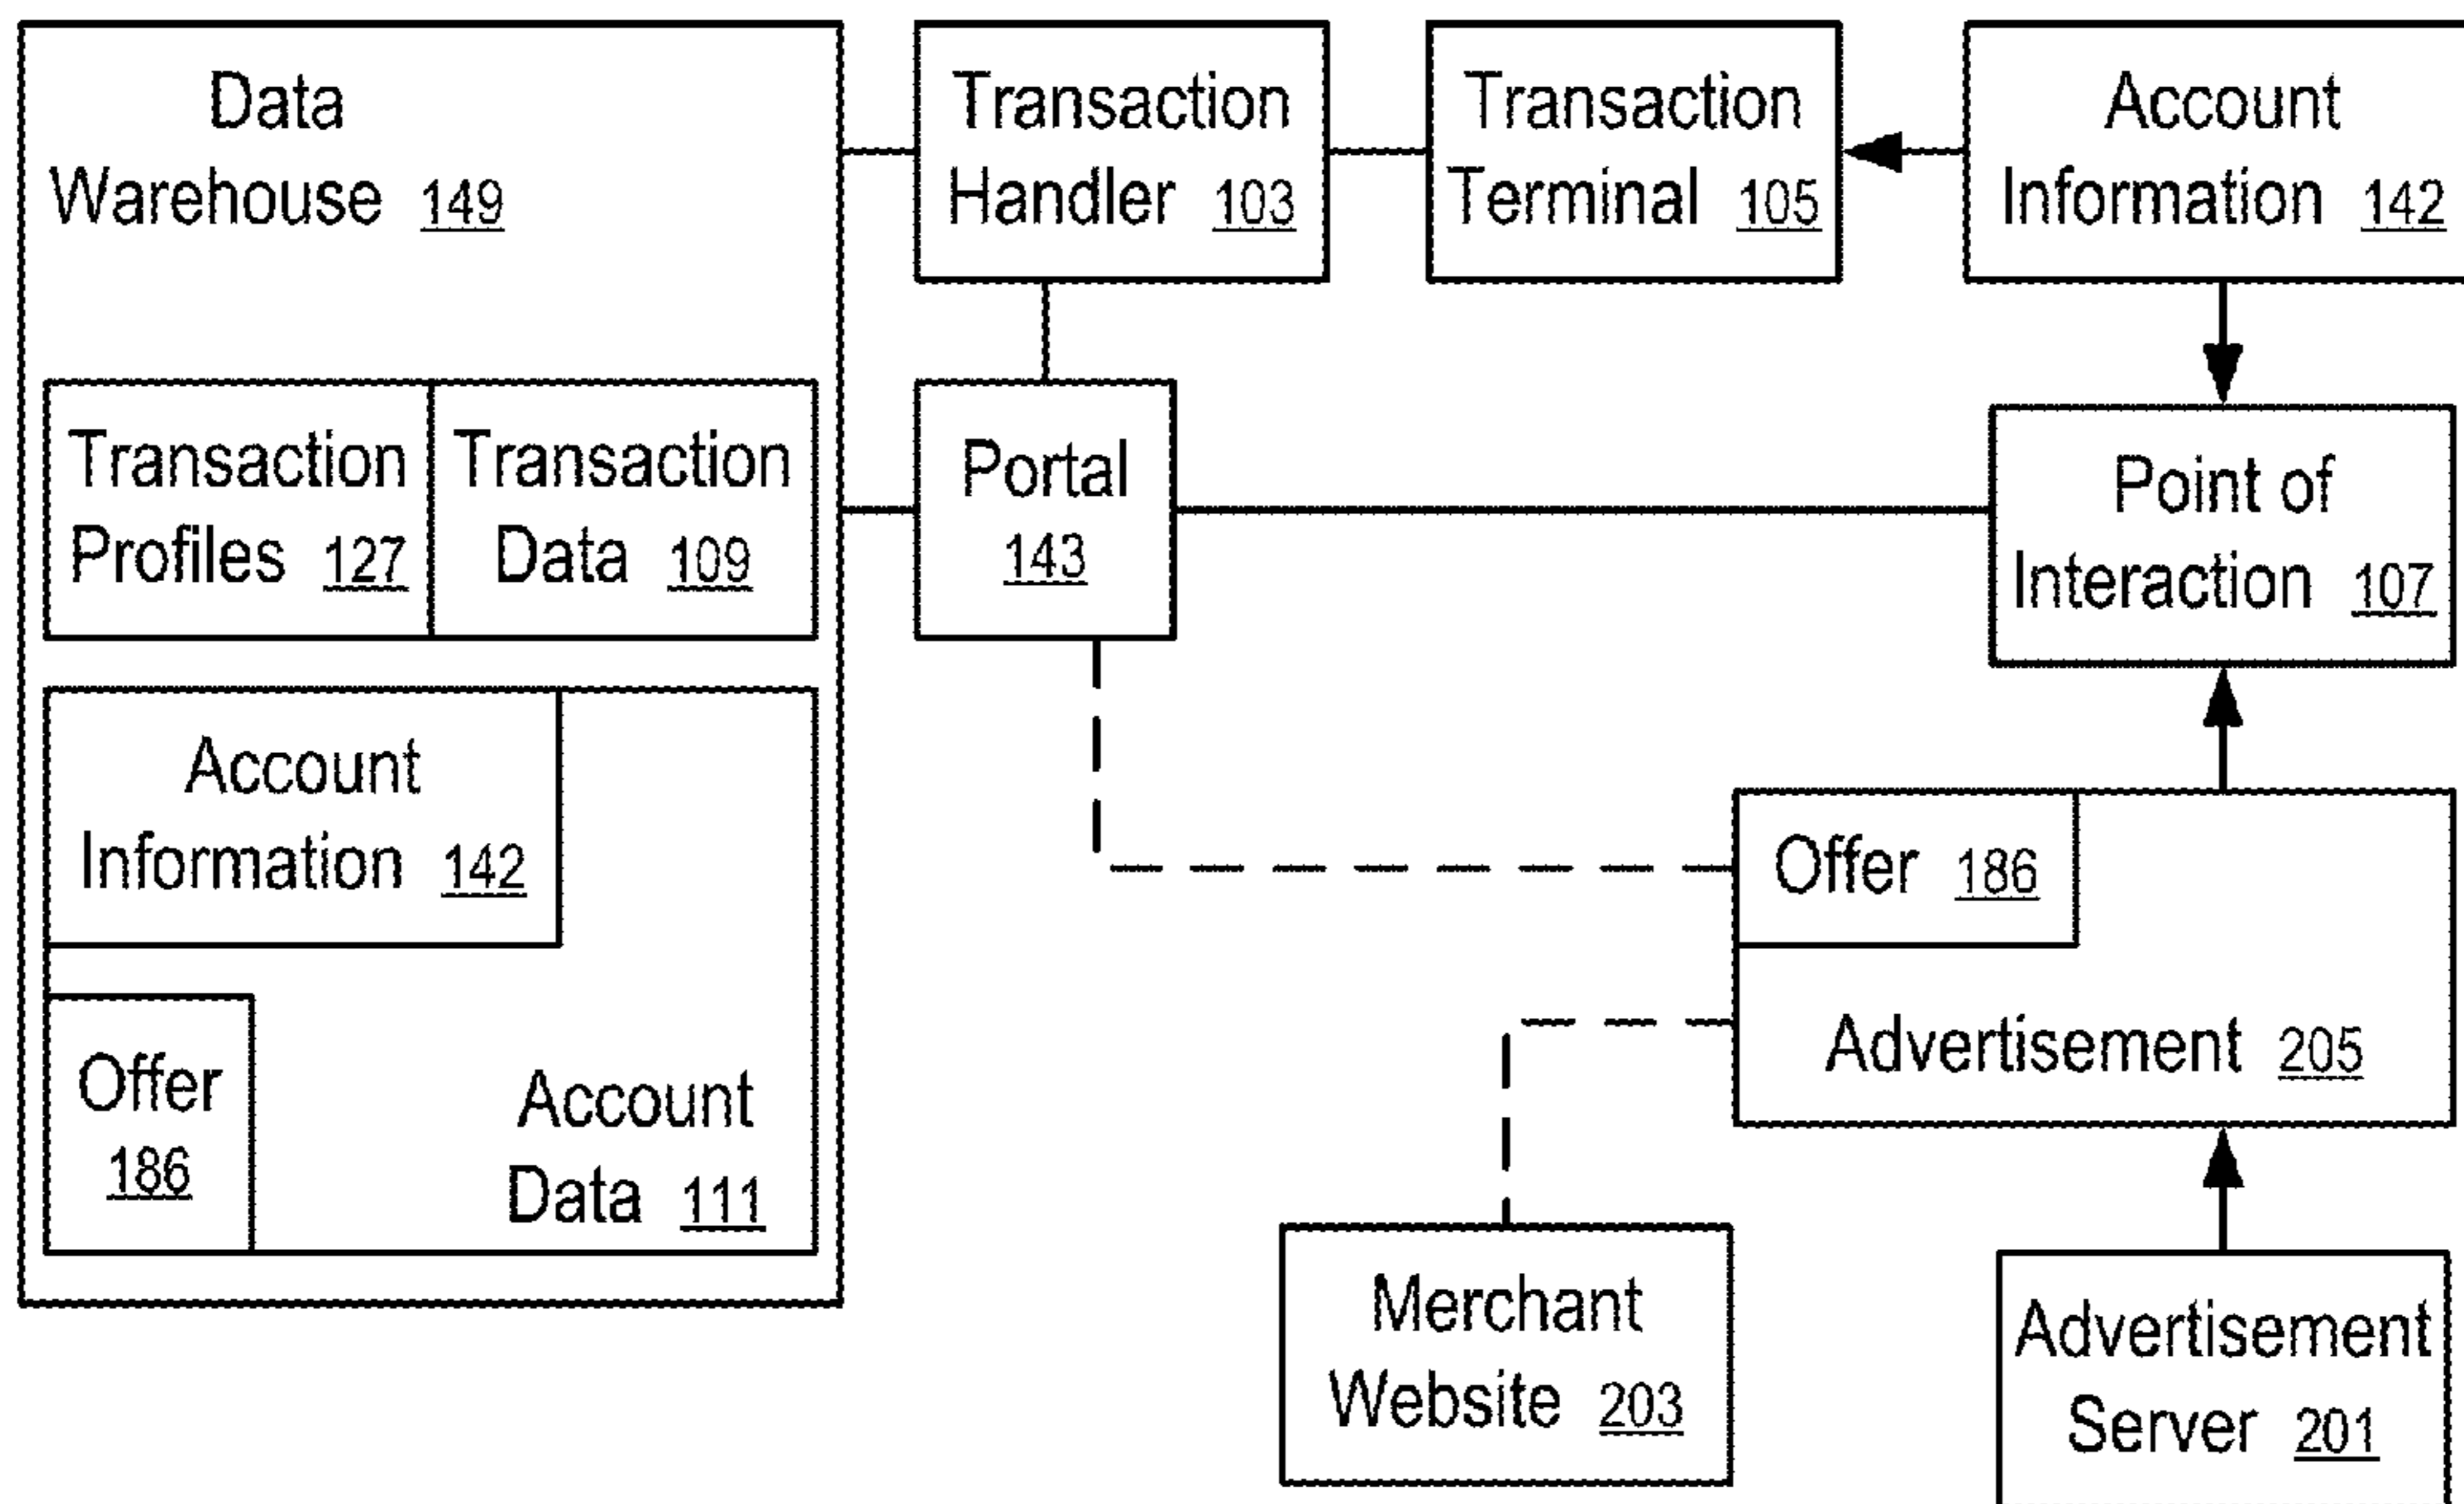 Data
Warehouse 149
Transaction
Handler 103
Transaction
Terminal 105
Account
Information 142
Transaction
Profiles 127
Transaction
Data 109
Portal
143
Point of
Interaction 107
Account
Information 142
Offer 186
Advertisement 205
Offer
186
Account
Data 111
Merchant
Website 203
Advertisement
Server 201